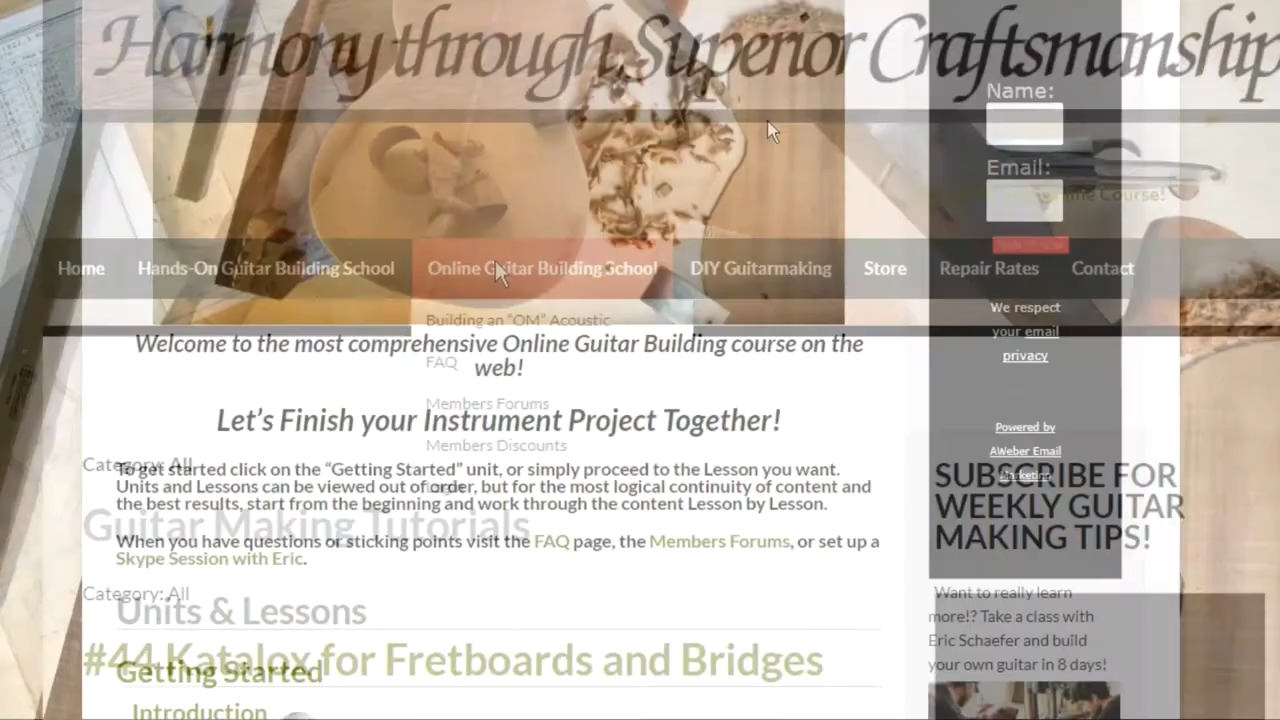 Harmony through Superior Craftsmanship
Name:
Email:
Home Hands-On Guitar Building School Online Guitar Building School DIY Guitarmaking Store Repair Rates Contact
Building an “OM” Acoustic
FAQ
Members Forums
Members Discounts
Welcome to the most comprehensive Online Guitar Building course on the
web!
Let’s Finish your Instrument Project Together!
Category: All
To get started click on the “Getting Started” unit, or simply proceed to the Lesson you want.
Units and Lessons can be viewed out of order, but for the most logical continuity of content and
the best results, start from the beginning and work through the content Lesson by Lesson.
Guitar Making Tutorials
When you have questions or sticking points visit the FAQ page, the Members Forums, or set up a
Skype Session with Eric.
Category: All
Units & Lessons
#44 Katalox for Fretboards and Bridges
Getting Started
Introduction
We respect
your email
privacy
Powered by
AWeber Email
Marketing
SUBSCRIBE FOR
WEEKLY GUITAR
MAKING TIPS!
Want to really learn
more!? Take a class with
Eric Schaefer and build
your own guitar in 8 days!